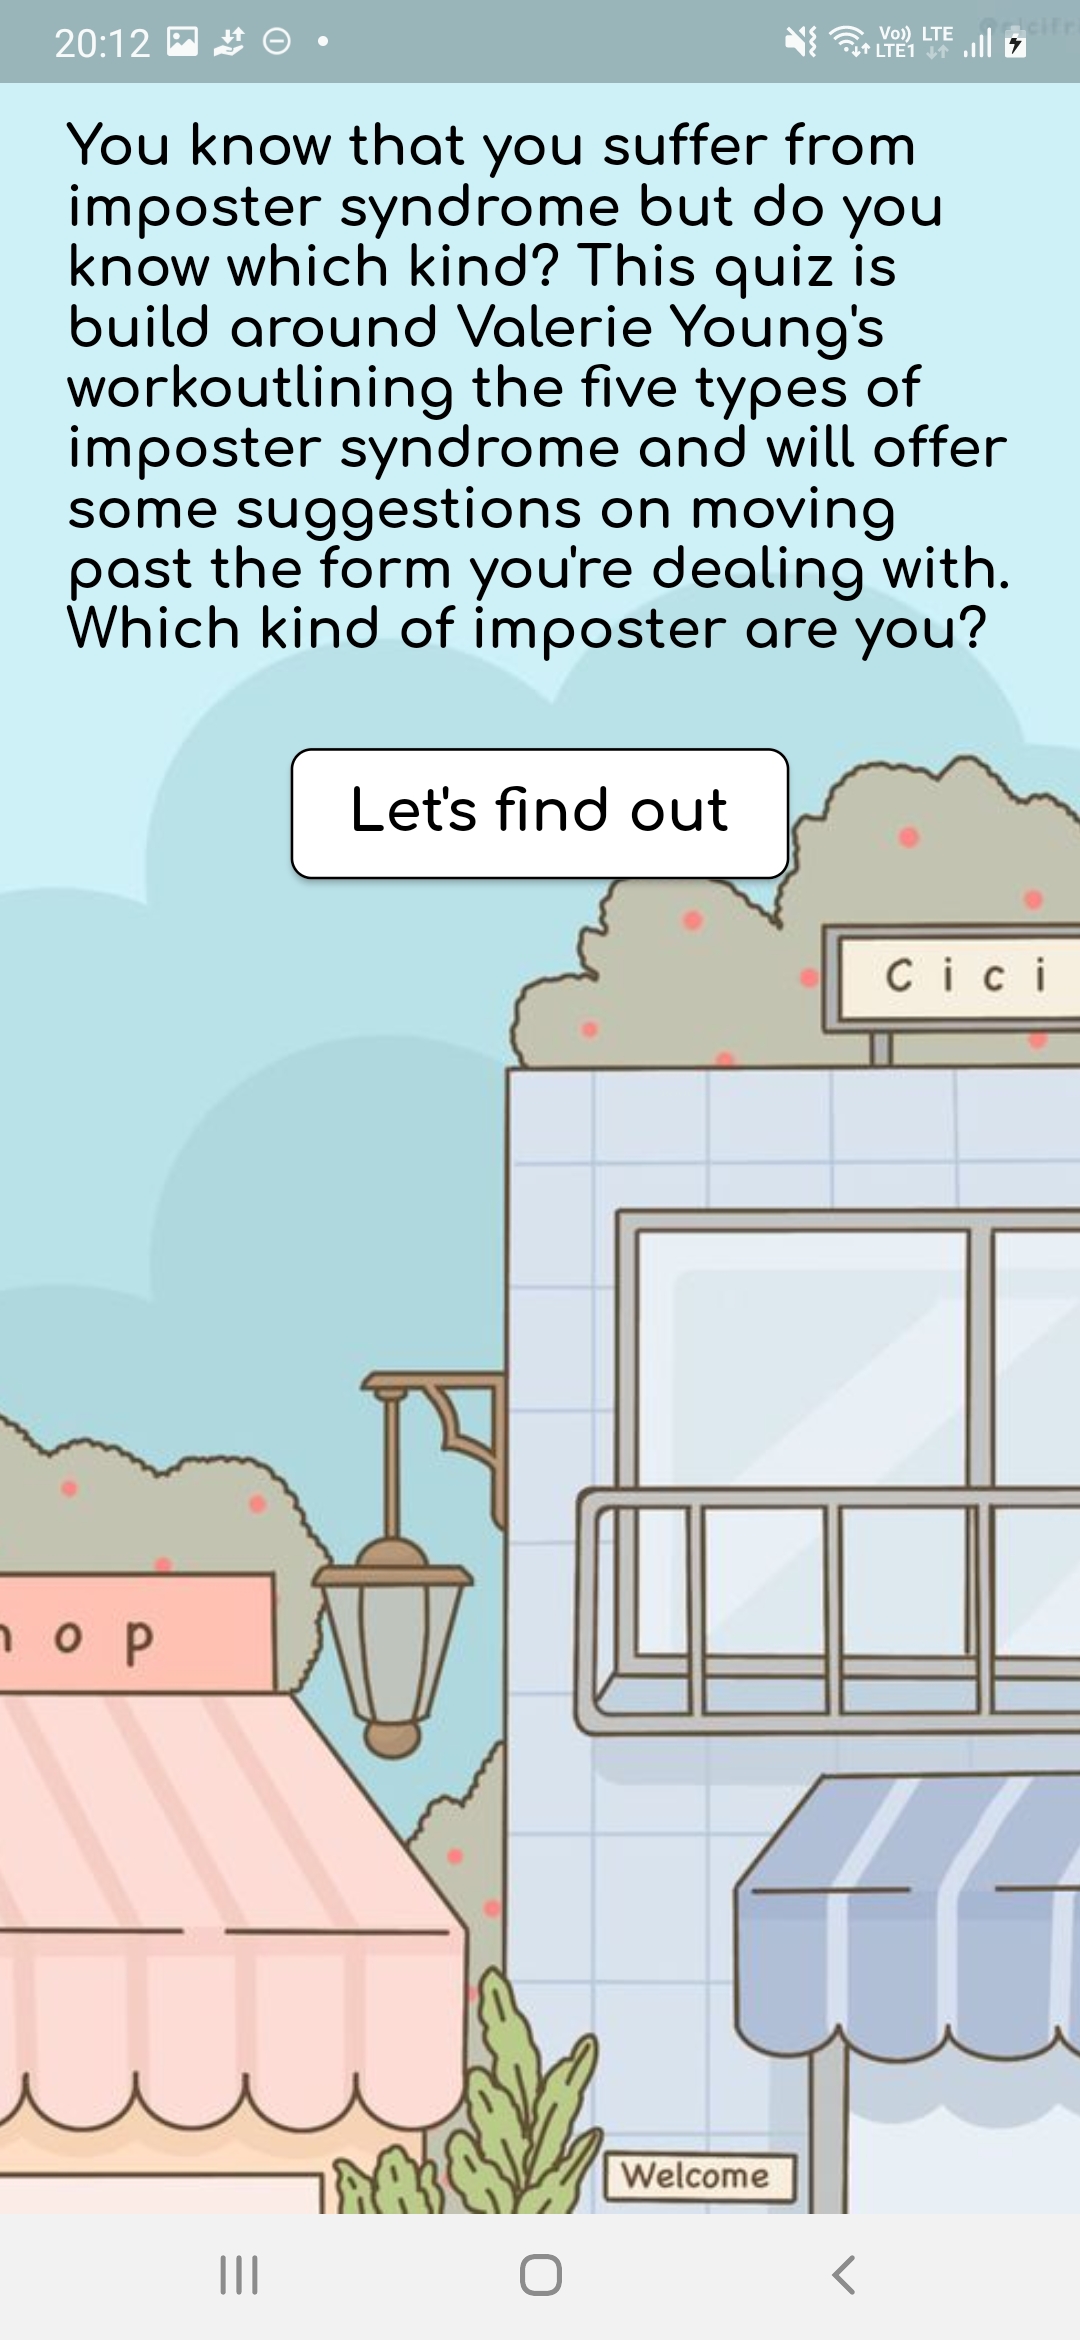 20:12
Vo)) LTE
LTE1
You know that you suffer from
imposter syndrome but do you
know which kind? This quiz is
build around Valerie Young's
workoutlining the five types of
imposter syndrome and will offer
some suggestions on moving
past the form you're dealing with.
Which kind of imposter are you?
Let's find out
Cici
hop
Welcome